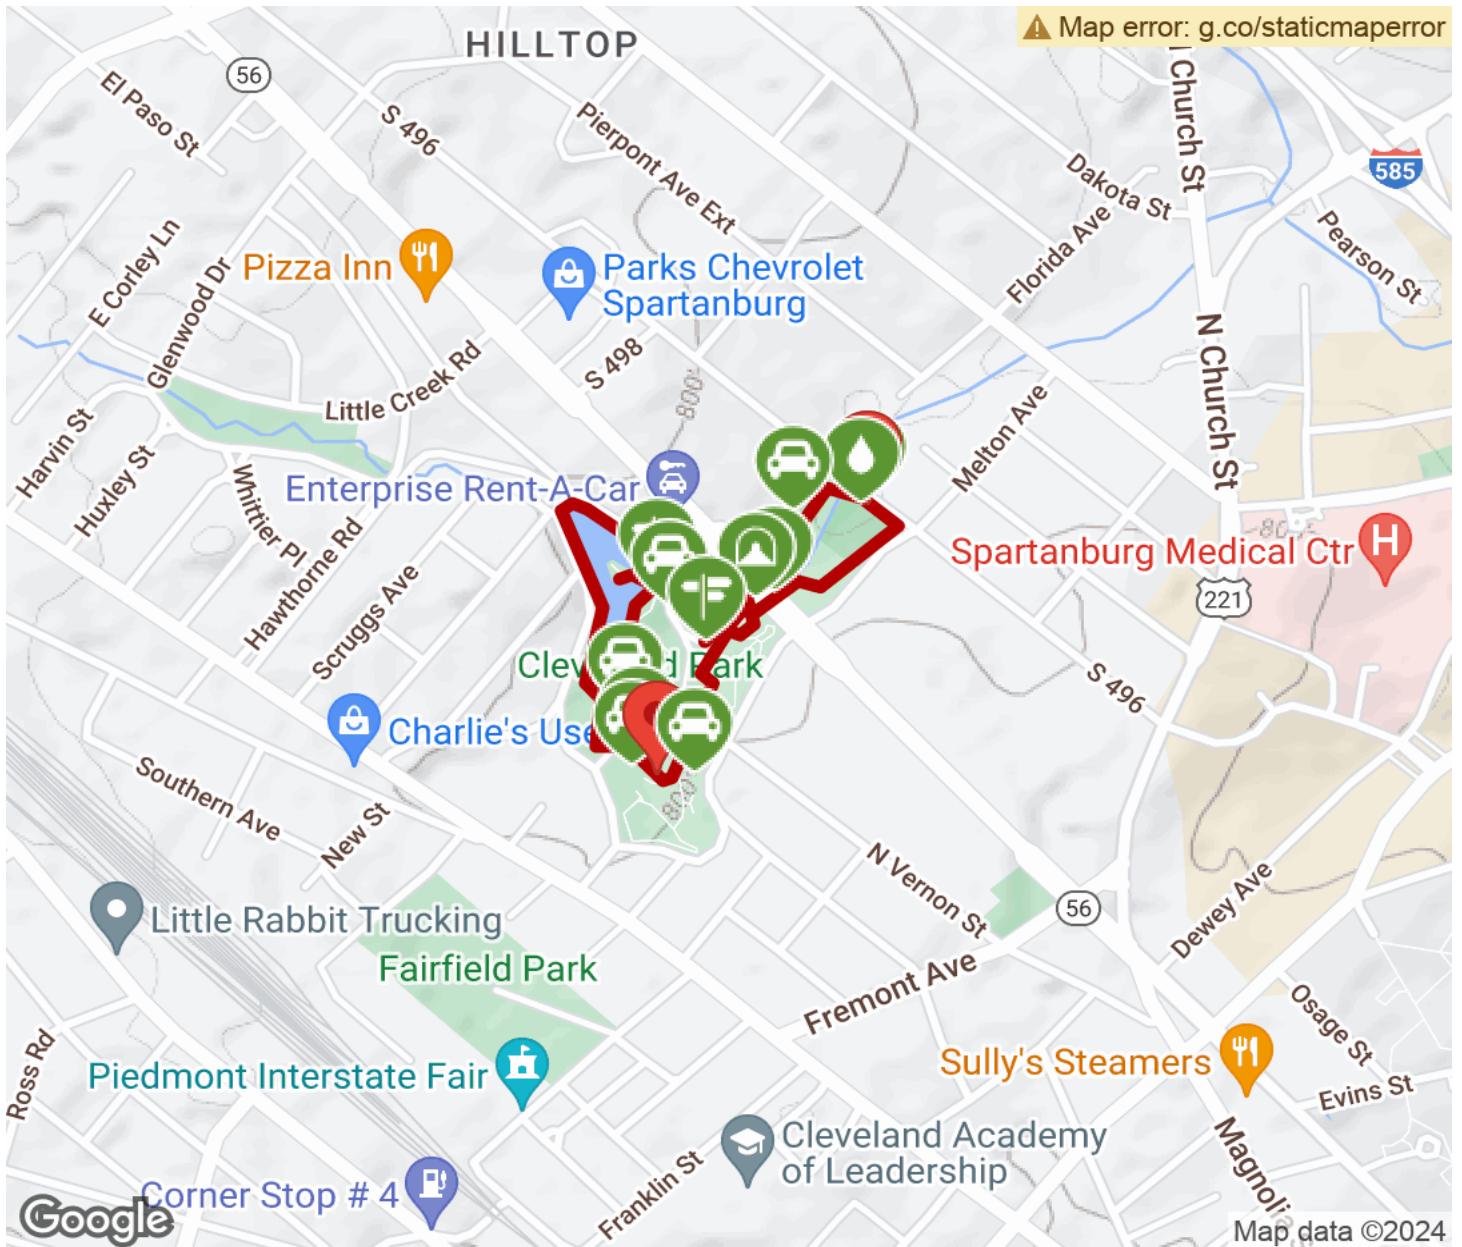 Map error: g.co/staticmaperror
HILLTOP
56
El Paso St
S 496
Pierpont Ave Ext
N Church St
585
Dakota St
Florida Ave
Pearson St
E Corley Ln
Glenwood Dr
Pizza Inn
Parks Chevrolet
Spartanburg
S 498
Little Creek Rd
800'
N Church St
Melton Ave
Harvin St
Huxley St
Whittier Pl
Enterprise Rent-A-Car
Hawthorne Rd
Scruggs Ave
800
Spartanburg Medical Ctr
H
221
Clev d Park
S 496
Charlie's Use
Southern Ave
New St
800
N Vernon St
56
Dewey Ave
Little Rabbit Trucking
Fairfield Park
Fremont Ave
Osage St
Ross Rd
Piedmont Interstate Fair
Sully's Steamers
Evins St
Cleveland Academy
of Leadership
Magnolia S
Corner Stop # 4
Franklin St
Google
Map data ©2024